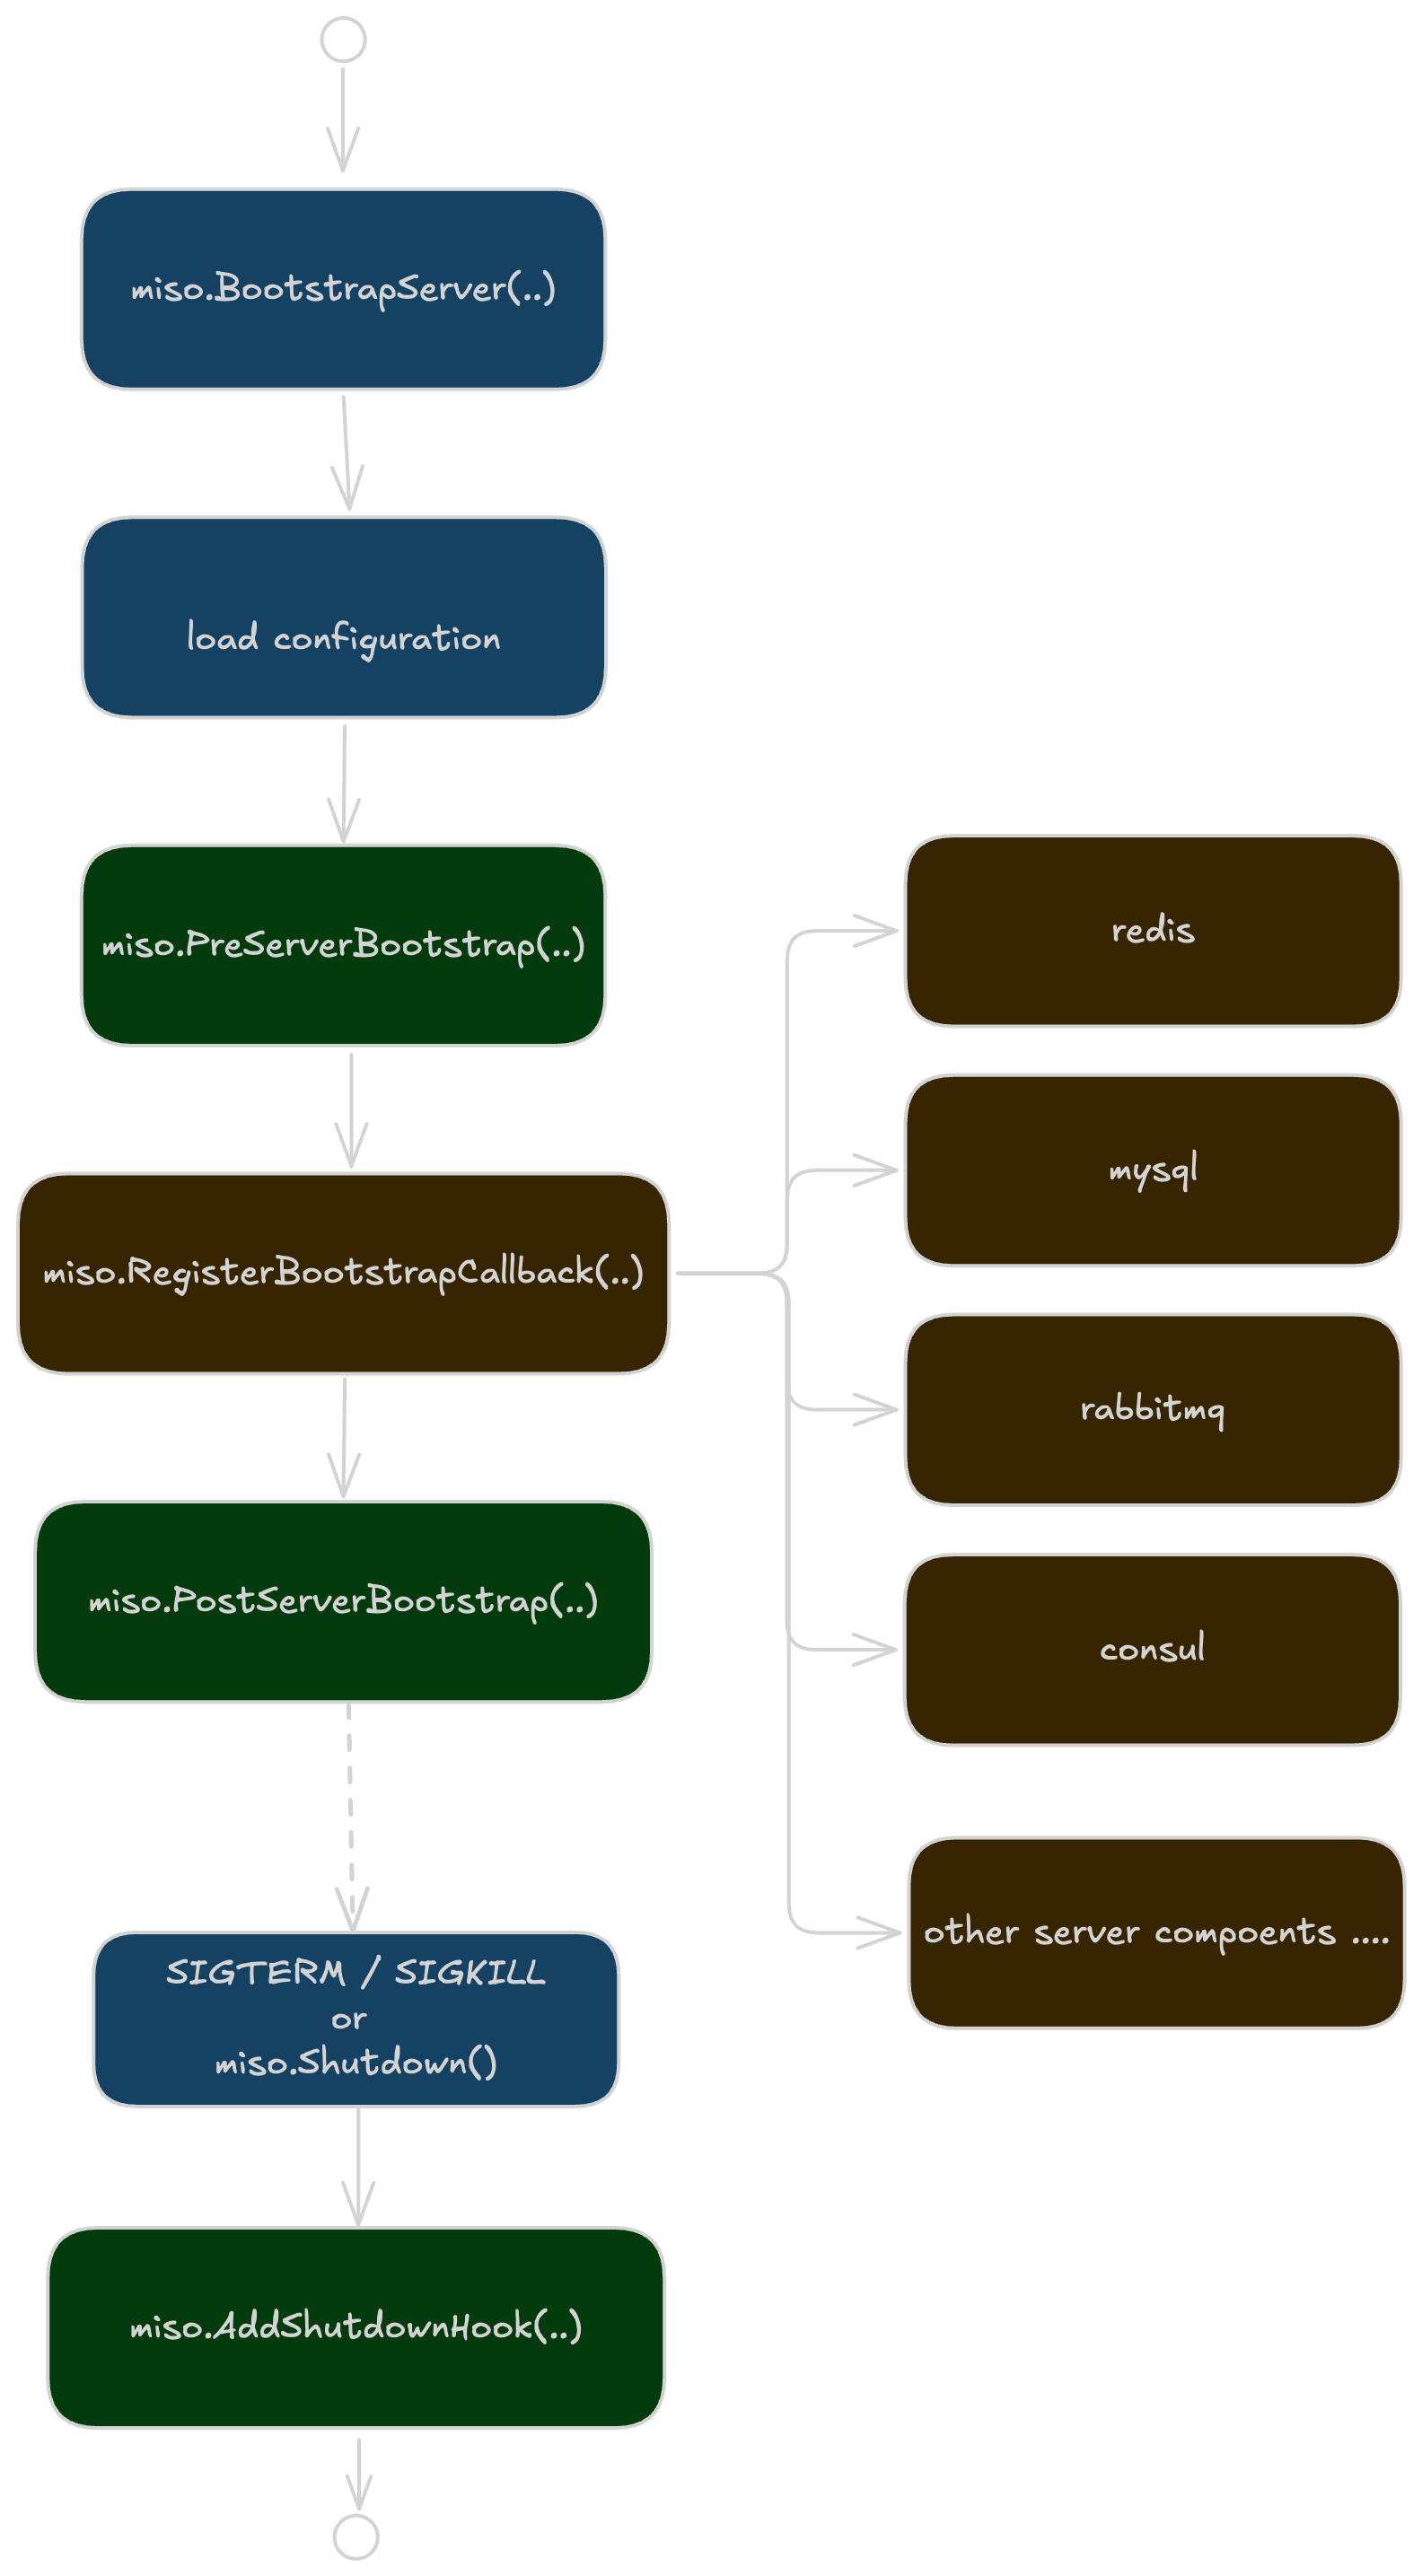 miso.BootstrapServer(..)
load configuration
miso.PreServerBootstrap(..)
miso.RegisterBootstrapCallback(..)
redis
mysql
rabbitmq
consul
other server compoents ....
miso.PostServerBootstrap(..)
SIGTERM / SIGKILL
or
miso.Shutdown()
miso.AddShutdownHook(..)